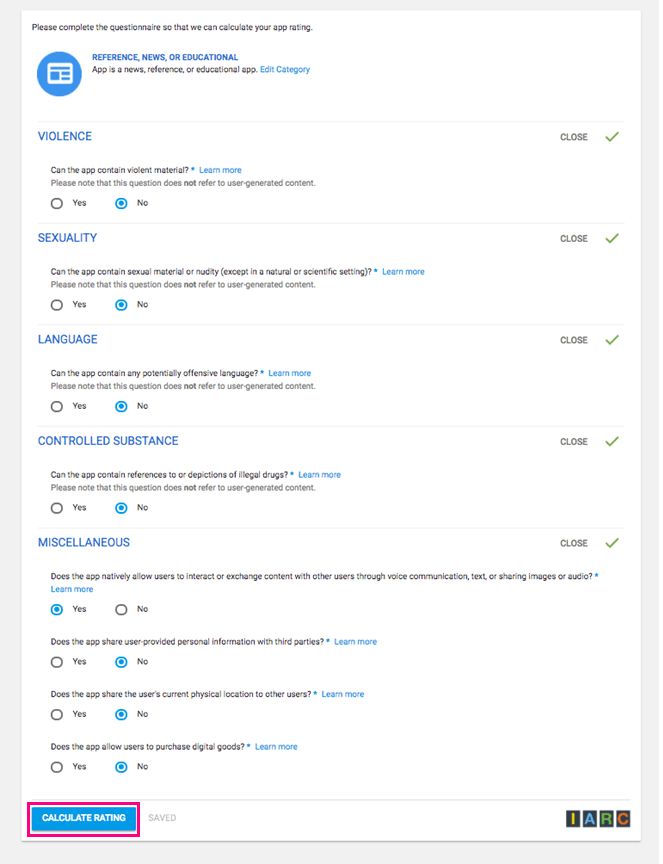 Please complete the questionnaire so that we can calculate your app rating.
REFERENCE, NEWS, OR EDUCATIONAL
App is a news, reference, or educational app. Edit Category
VIOLENCE CLOSE
Can the app contain violent material? * Learn more
Please note that this question does not refer to user-generated content.
Yes No
SEXUALITY CLOSE
Can the app contain sexual material or nudity (except in a natural or scientific setting)? * Learn more
Please note that this question does not refer to user-generated content.
Yes No
LANGUAGE CLOSE
Can the app contain any potentially offensive language? * Learn more
Please note that this question does not refer to user-generated content.
Yes No
CONTROLLED SUBSTANCE CLOSE
Can the app contain references to or depictions of illegal drugs? * Learn more
Please note that this question does not refer to user-generated content.
Yes No
MISCELLANEOUS CLOSE
Does the app natively allow users to interact or exchange content with other users through voice communication, text, or sharing images or audio? *
Learn more
Yes No
Does the app share user-provided personal information with third parties? * Learn more
Yes No
Does the app share the user's current physical location to other users? * Learn more
Yes No
Does the app allow users to purchase digital goods? * Learn more
Yes No
CALCULATE RATING SAVED IARC